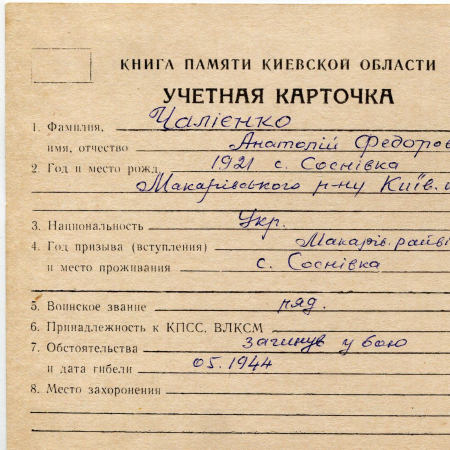 КНИГА ПАМЯТИ КИЕВСКОЙ ОБЛАСТИ
УЧЕТНАЯ КАРТОЧКА
1. Фамилия, Чалієнко
имя, отчество Анатолій Федоров
2. Год и место рожд 1921 с. Соснівка
Макарівського р-ну Київ.
3. Национальность Укр.
4. Год призыва (вступления) Макарів. райві
и место проживания с. Соснівка
5. Воинское звание ряд.
6. Принадлежность к КПСС, ВЛКСМ
7. Обстоятельства загинув у бою
и дата гибели 05.1944
8. Место захоронения